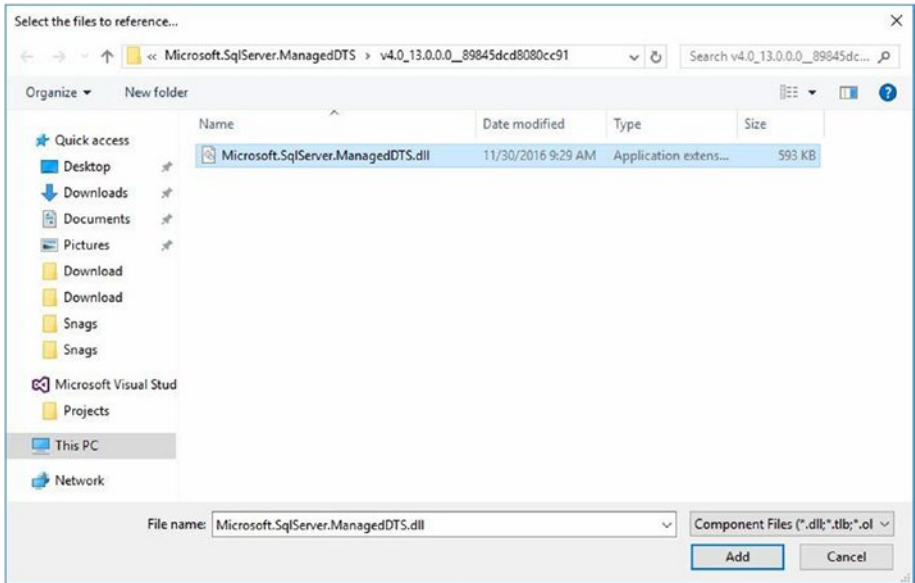 Select the files to reference...
« Microsoft.SqlServer.ManagedDTS > v4.0_13.0.0.0__89845dcd8080cc91
Search v4.0_13.0.0.0__89845dc...
Organize
New folder
Name
Date modified
Type
Size
Quick access
Desktop
Downloads
Documents
Pictures
Download
Download
Snags
Snags
Microsoft Visual Stud
Projects
This PC
Network
Microsoft.SqlServer.ManagedDTS.dll 11/30/2016 9:29 AM Application extens... 593 KB
File name: Microsoft.SqlServer.ManagedDTS.dll
Component Files (*.dll;*.tlb;*.ol
Add
Cancel